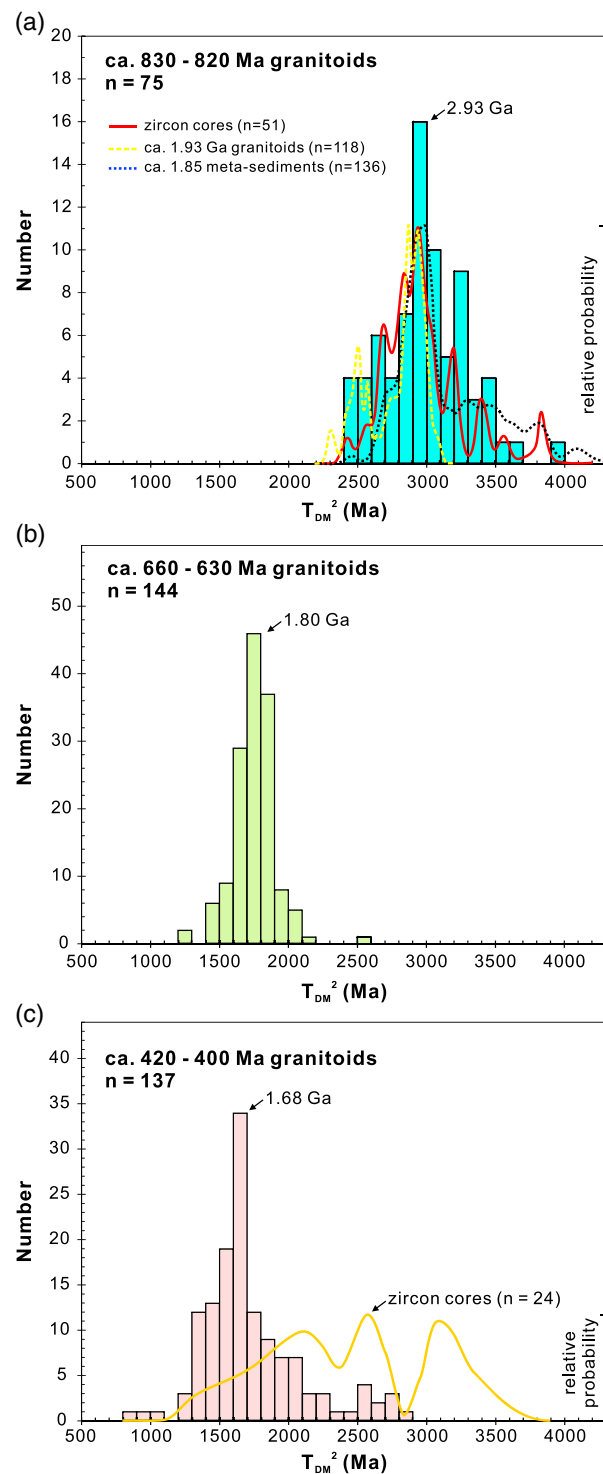 (a)
20
18
16
14
12
10
8
6
4
2
0
Number
ca. 830 - 820 Ma granitoids
n = 75
zircon cores (n=51)
ca. 1.93 Ga granitoids (n=118)
ca. 1.85 meta-sediments (n=136)
2.93 Ga
relative probability
500 1000 1500 2000 2500 3000 3500 4000
T_DM² (Ma)
(b)
50
40
30
20
10
0
Number
ca. 660 - 630 Ma granitoids
n = 144
1.80 Ga
500 1000 1500 2000 2500 3000 3500 4000
T_DM² (Ma)
(c)
40
35
30
25
20
15
10
5
0
Number
ca. 420 - 400 Ma granitoids
n = 137
1.68 Ga
zircon cores (n = 24)
relative
probability
500 1000 1500 2000 2500 3000 3500 4000
T_DM² (Ma)